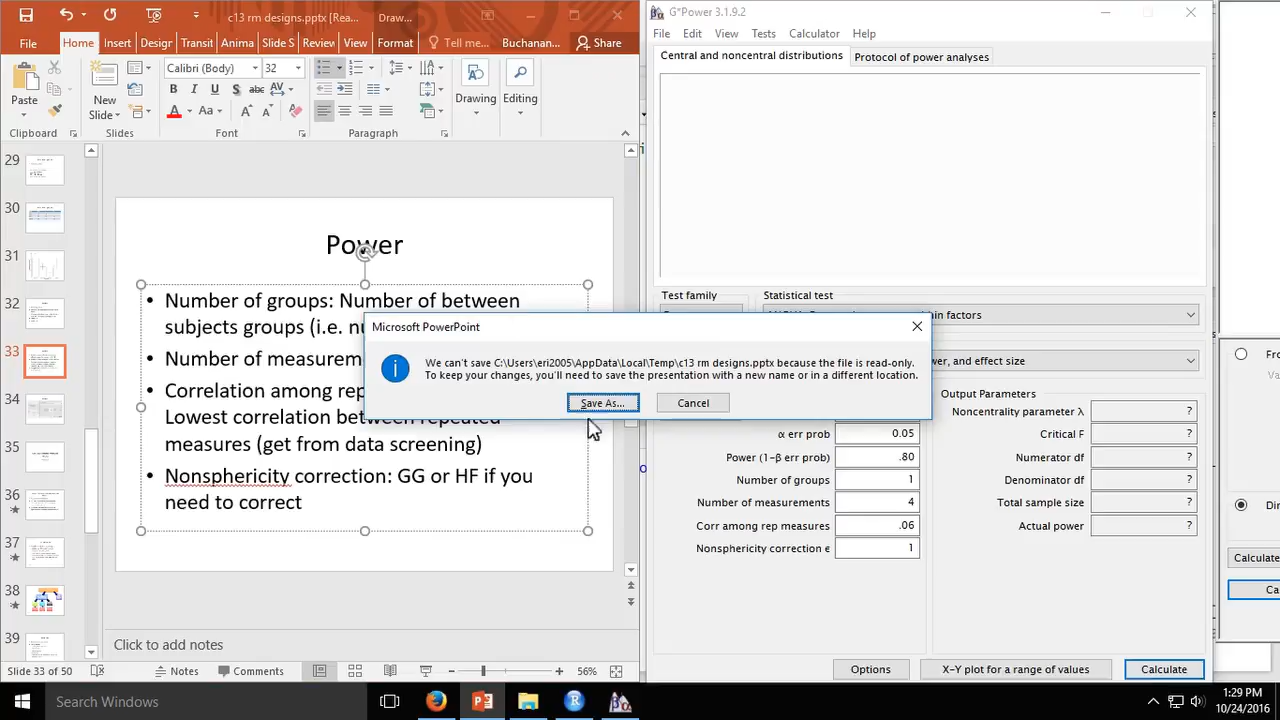 c13 rm designs.pptx [Rea...
Draw...
File
Home
Insert
Design
Transit
Anima
Slide S
Review
View
Format
Tell me...
Buchanan...
Share
Paste
New
Slide
Calibri (Body)
32
B
I
U
S
abc
AV
A
Aa
A
A
Drawing
Editing
Clipboard
Slides
Font
Paragraph
29
30
31
32
33
34
35
36
37
38
39
Power
• Number of groups: Number of between
subjects groups (i.e. nu
• Number of measurem
• Correlation among rep
Lowest correlation between repeated
measures (get from data screening)
• Nonsphericity correction: GG or HF if you
need to correct
Click to add notes
Slide 33 of 50
Notes
Comments
56%
Microsoft PowerPoint
We can't save C:\Users\eri2005\AppData\Local\Temp\c13 rm designs.pptx because the file is read-only.
To keep your changes, you'll need to save the presentation with a new name or in a different location.
Save As...
Cancel
G*Power 3.1.9.2
File
Edit
View
Tests
Calculator
Help
Central and noncentral distributions
Protocol of power analyses
Test family
Statistical test
in factors
wer, and effect size
Output Parameters
Noncentrality parameter λ
?
α err prob
0.05
Critical F
?
Power (1-β err prob)
.80
Numerator df
?
Number of groups
1
Denominator df
?
Number of measurements
4
Total sample size
?
Corr among rep measures
.06
Actual power
?
Nonsphericity correction e
1
Options
X-Y plot for a range of values
Calculate
Fro
Va
Dir
Calculate
Ca
Search Windows
1:29 PM
10/24/2016